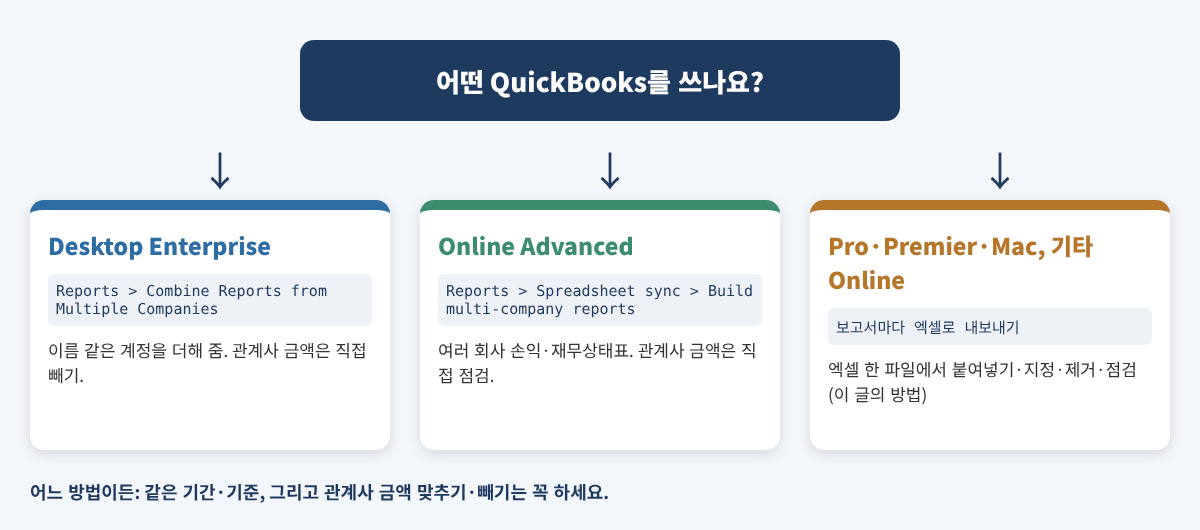 어떤 QuickBooks를 쓰나요?
Desktop Enterprise
Reports > Combine Reports from
Multiple Companies
이름 같은 계정을 더해 줌. 관계사 금액은 직접
빼기.
Online Advanced
Reports > Spreadsheet sync > Build
multi-company reports
여러 회사 손익·재무상태표. 관계사 금액은 직
접 점검.
Pro·Premier·Mac, 기타
Online
보고서마다 엑셀로 내보내기
엑셀 한 파일에서 붙여넣기·지정·제거·점검
(이 글의 방법)
어느 방법이든: 같은 기간·기준, 그리고 관계사 금액 맞추기·빼기는 꼭 하세요.